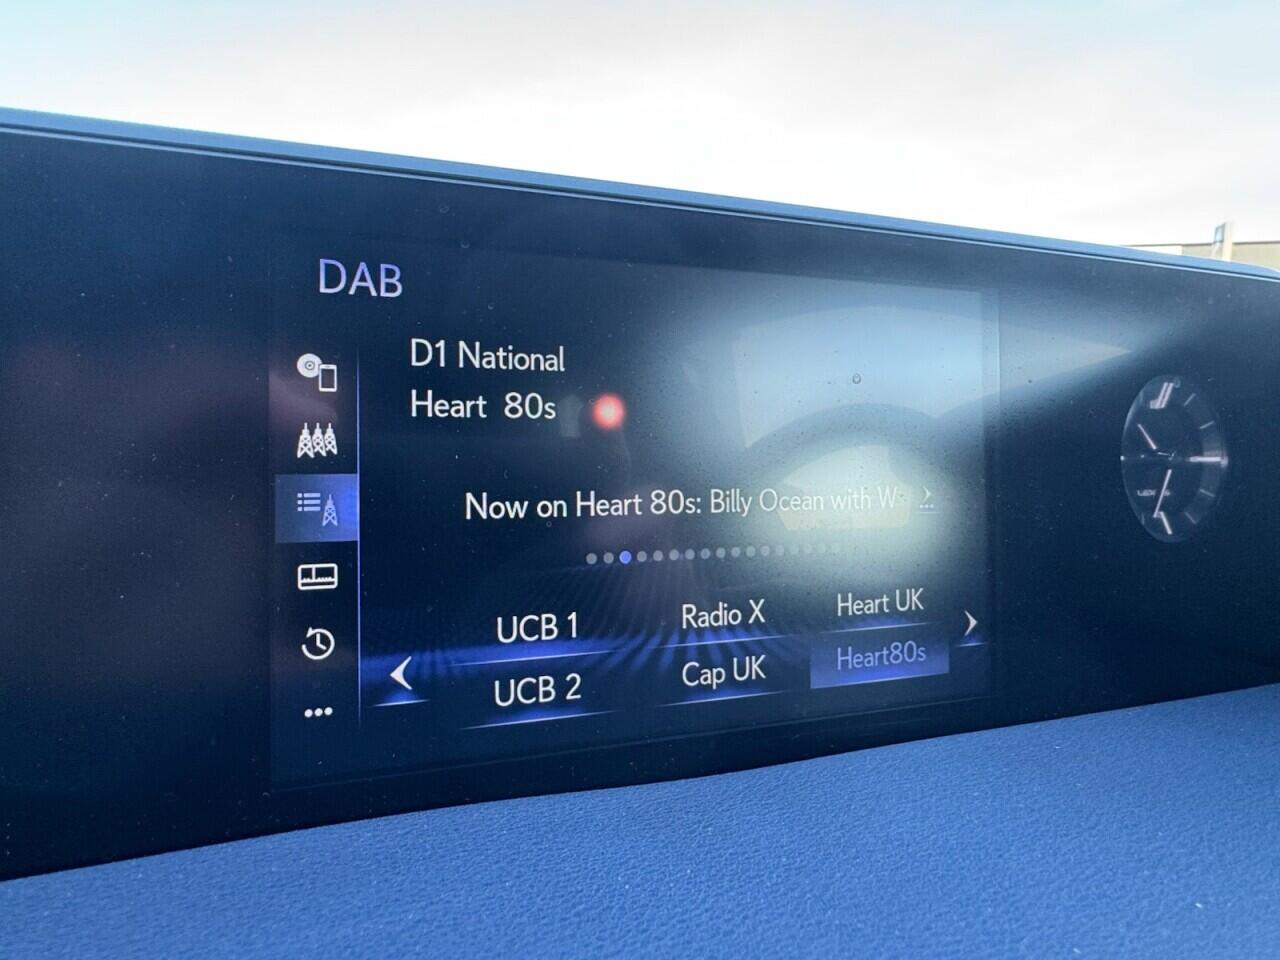 DAB
D1 National
Heart 80s
Now on Heart 80s: Billy Ocean with W
UCB 1
Radio X
Heart UK
UCB 2
Cap UK
Heart80s
LEXUS